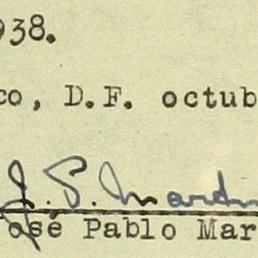 938.
co, D.F. octub
osé Pablo Mar